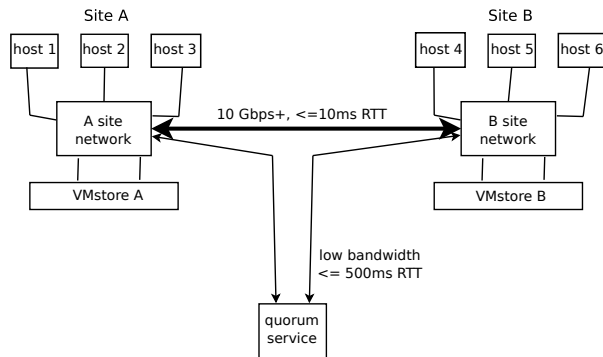 Site A
Site B
host 1
host 2
host 3
host 4
host 5
host 6
10 Gbps+, <=10ms RTT
A site
network
B site
network
VMstore A
VMstore B
low bandwidth
<= 500ms RTT
quorum
service